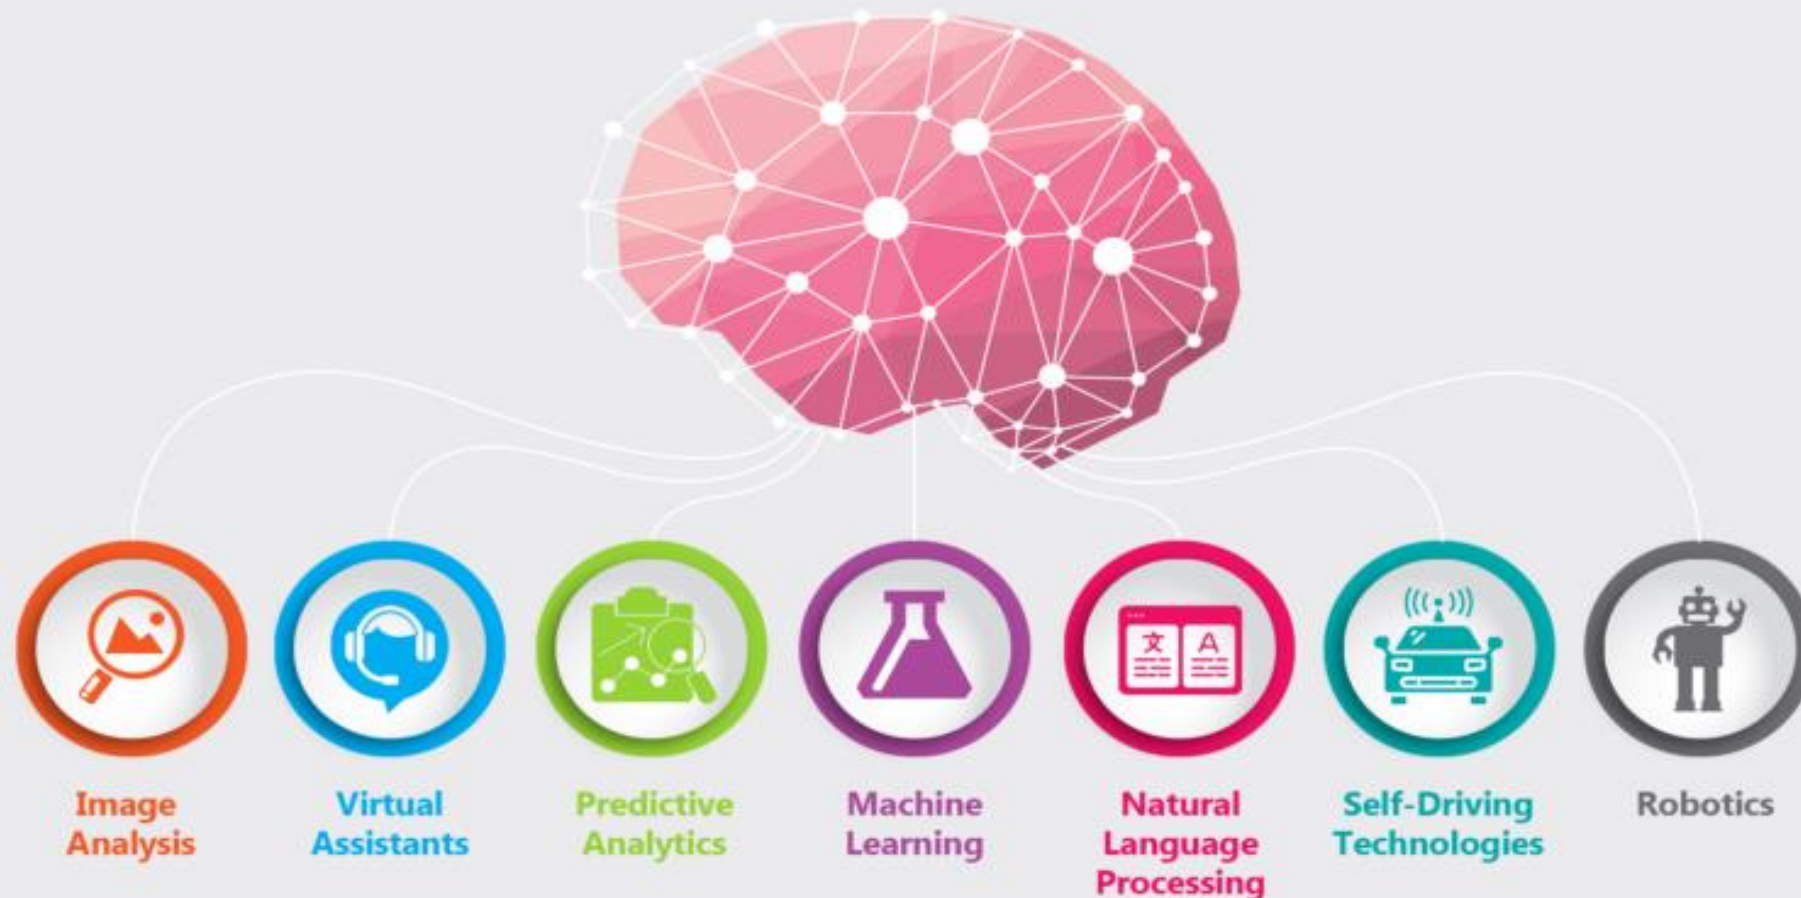 文 A
Image
Analysis
Virtual
Assistants
Predictive
Analytics
Machine
Learning
Natural
Language
Processing
Self-Driving
Technologies
Robotics